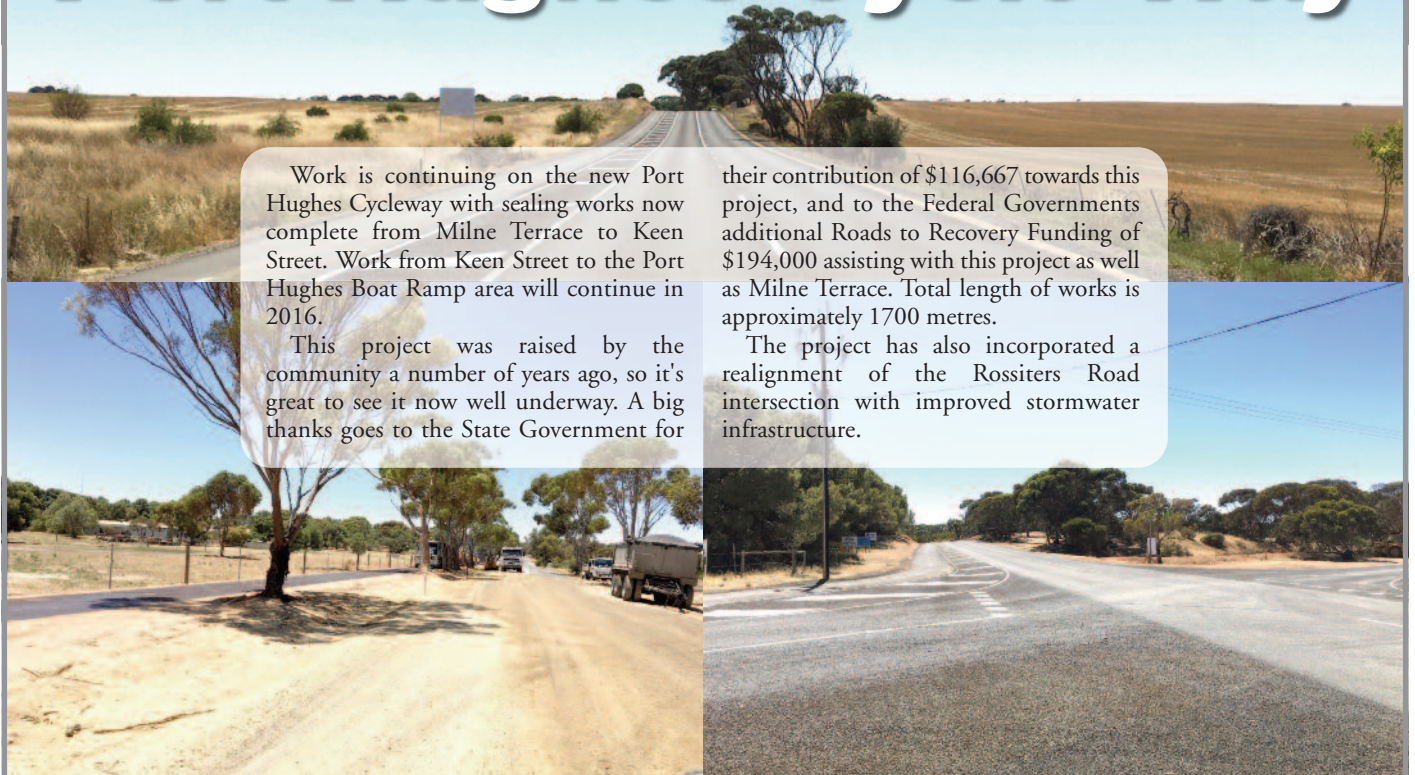 Work is continuing on the new Port
Hughes Cycleway with sealing works now
complete from Milne Terrace to Keen
Street. Work from Keen Street to the Port
Hughes Boat Ramp area will continue in
2016.
This project was raised by the
community a number of years ago, so it's
great to see it now well underway. A big
thanks goes to the State Government for
their contribution of $116,667 towards this
project, and to the Federal Governments
additional Roads to Recovery Funding of
$194,000 assisting with this project as well
as Milne Terrace. Total length of works is
approximately 1700 metres.
The project has also incorporated a
realignment of the Rossiters Road
intersection with improved stormwater
infrastructure.